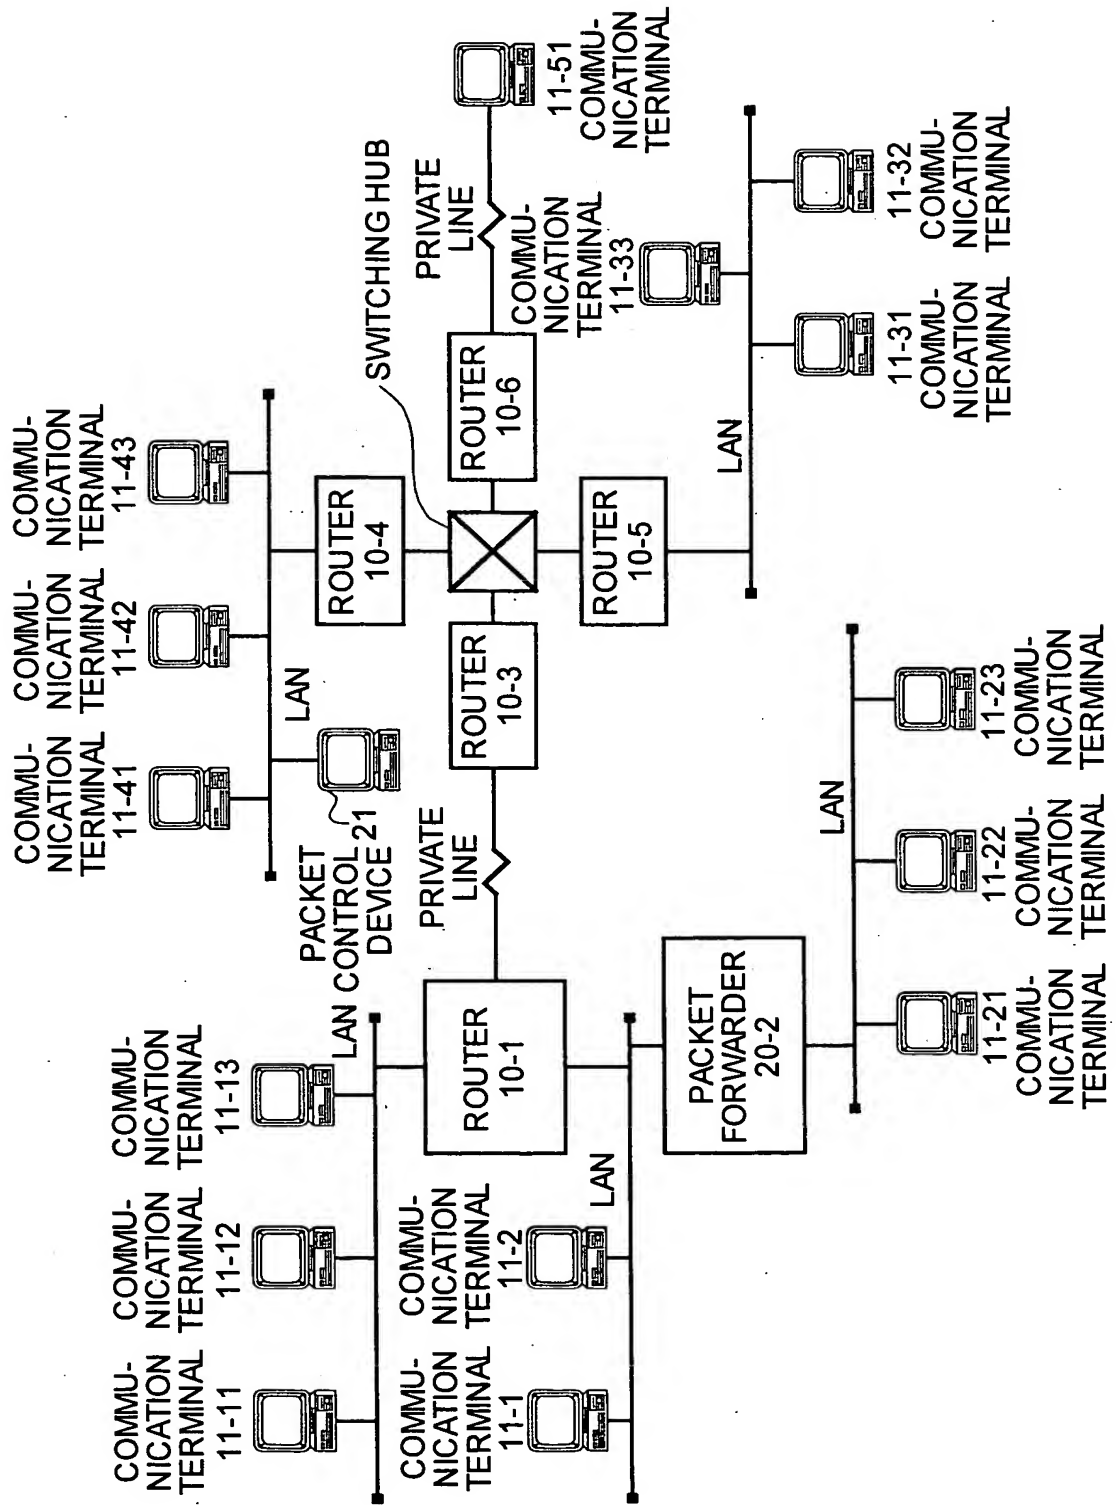 COMMU-
NICATION
TERMINAL
11-41
COMMU-
NICATION
TERMINAL
11-42
COMMU-
NICATION
TERMINAL
11-43
LAN
PACKET
CONTROL
DEVICE 21
ROUTER
10-4
SWITCHING HUB
COMMU-
NICATION
TERMINAL
11-11
COMMU-
NICATION
TERMINAL
11-12
COMMU-
NICATION
TERMINAL
11-13
LAN
ROUTER
10-1
PRIVATE
LINE
ROUTER
10-3
ROUTER
10-6
PRIVATE
LINE
11-51
COMMU-
NICATION
TERMINAL
COMMU-
NICATION
TERMINAL
11-1
COMMU-
NICATION
TERMINAL
11-2
LAN
ROUTER
10-5
COMMU-
NICATION
TERMINAL
11-33
LAN
11-31
COMMU-
NICATION
TERMINAL
11-32
COMMU-
NICATION
TERMINAL
PACKET
FORWARDER
20-2
LAN
11-21
COMMU-
NICATION
TERMINAL
11-22
COMMU-
NICATION
TERMINAL
11-23
COMMU-
NICATION
TERMINAL